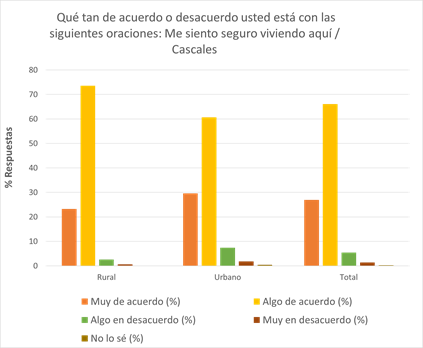 Qué tan de acuerdo o desacuerdo usted está con las
siguientes oraciones: Me siento seguro viviendo aquí /
Cascales
% Respuestas
80
70
60
50
40
30
20
10
0
Rural
Urbano
Total
Muy de acuerdo (%)
Algo de acuerdo (%)
Algo en desacuerdo (%)
Muy en desacuerdo (%)
No lo sé (%)